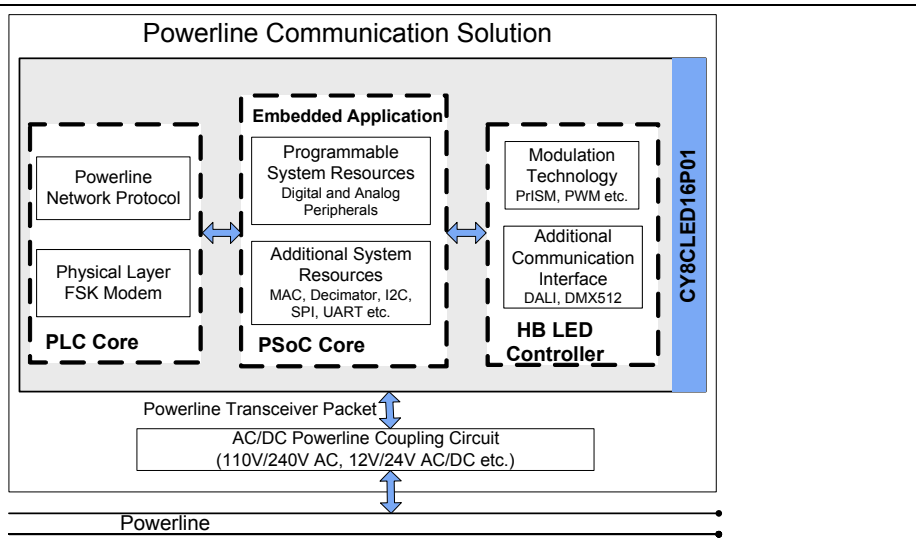 Powerline Communication Solution
Powerline
Network Protocol
Physical Layer
FSK Modem
PLC Core
Embedded Application
Programmable
System Resources
Digital and Analog
Peripherals
Additional System
Resources
MAC, Decimator, I2C,
SPI, UART etc.
PSoC Core
Modulation
Technology
PrISM, PWM etc.
Additional
Communication
Interface
DALI, DMX512
HB LED
Controller
CY8CLED16P01
Powerline Transceiver Packet
AC/DC Powerline Coupling Circuit
(110V/240V AC, 12V/24V AC/DC etc.)
Powerline